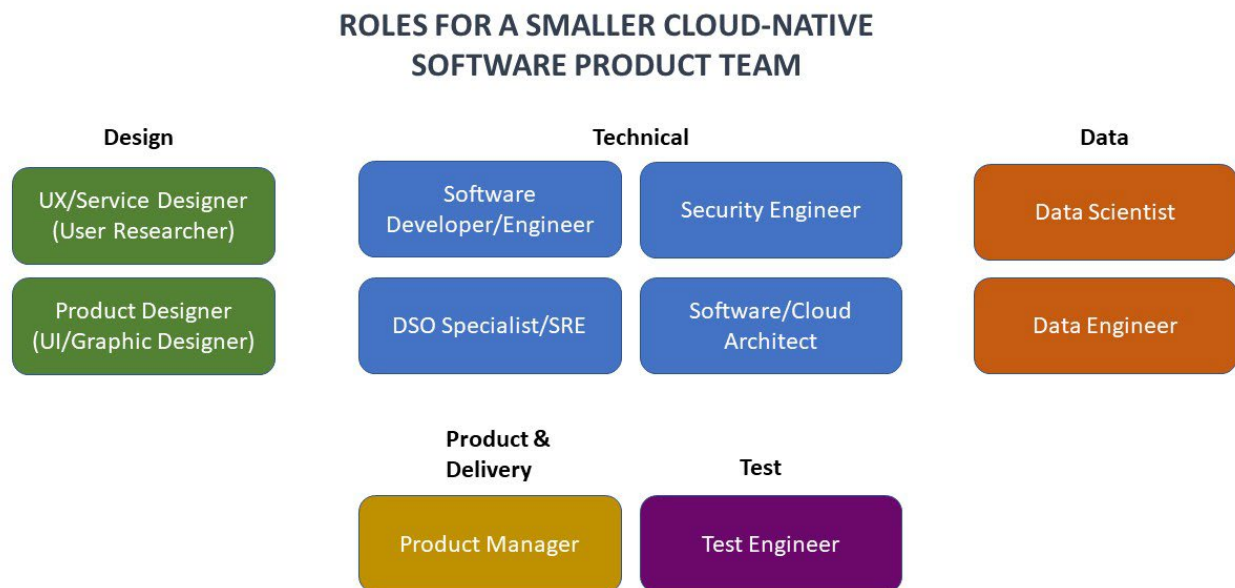 ROLES FOR A SMALLER CLOUD-NATIVE
SOFTWARE PRODUCT TEAM
Design
UX/Service Designer
(User Researcher)
Product Designer
(UI/Graphic Designer)
Technical
Software
Developer/Engineer
Security Engineer
DSO Specialist/SRE
Software/Cloud
Architect
Data
Data Scientist
Data Engineer
Product &
Delivery
Product Manager
Test
Test Engineer